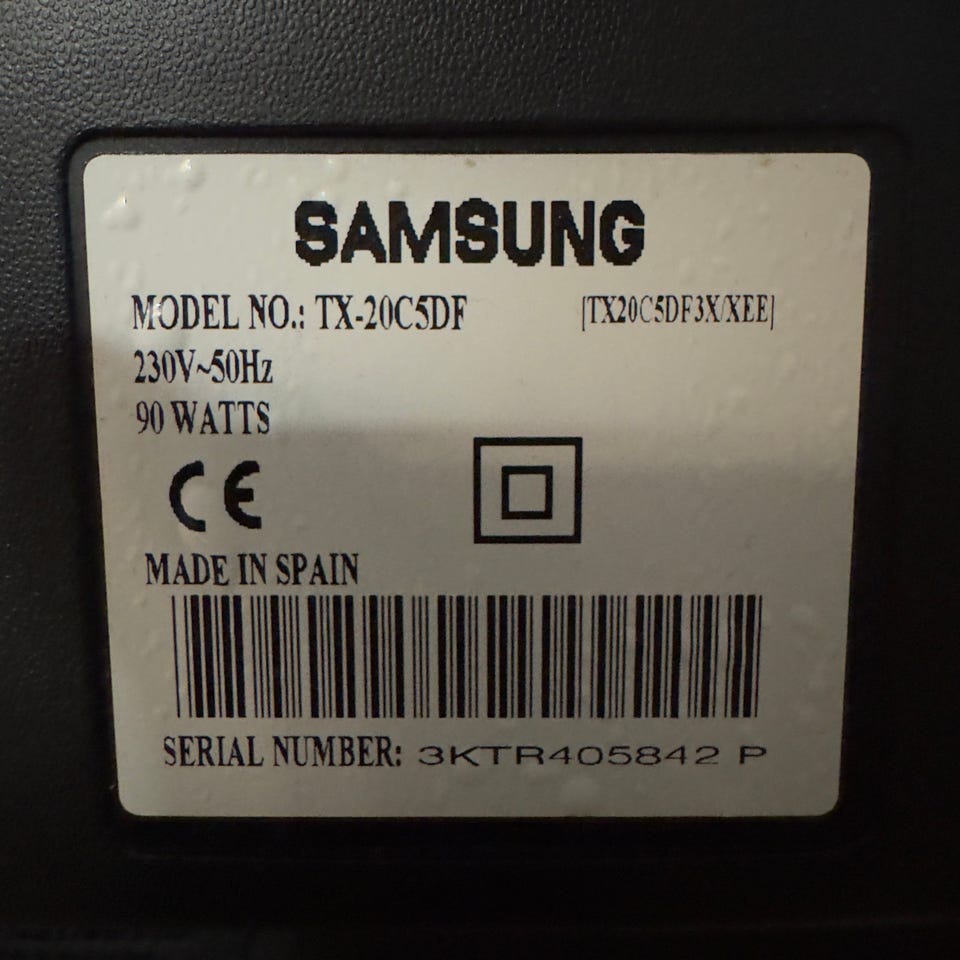 SAMSUNG
MODEL NO.: TX-20C5DF [TX20C5DF3X/XEE]
230V~50Hz
90 WATTS
CE
MADE IN SPAIN
SERIAL NUMBER: 3KTR405842 P